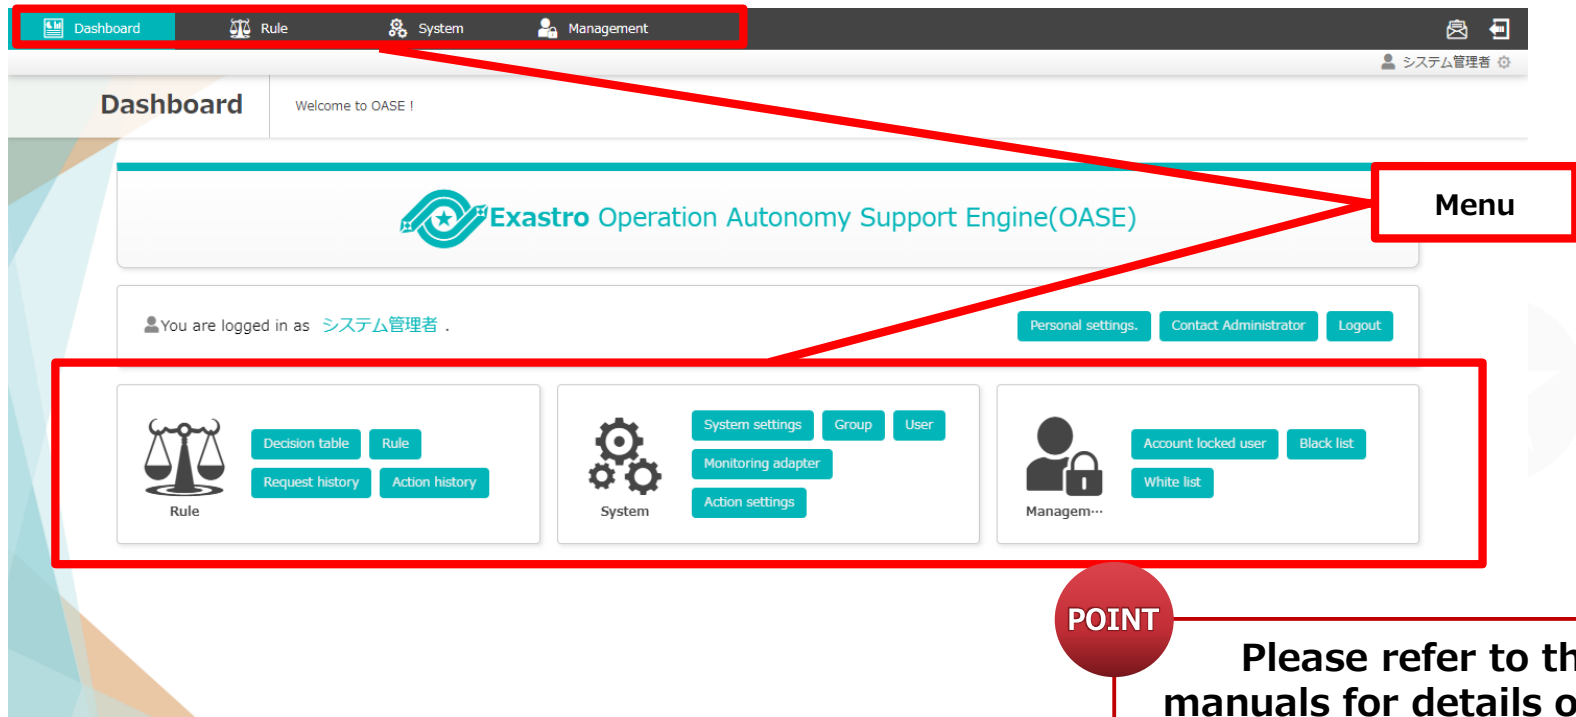 Dashboard Rule System Management
システム管理者
Dashboard Welcome to OASE !
Menu
Exastro Operation Autonomy Support Engine(OASE)
You are logged in as システム管理者 .
Personal settings. Contact Administrator Logout
Decision table Rule
Request history Action history
Rule
System settings Group User
Monitoring adapter
Action settings
System
Account locked user Black list
White list
Managem…
POINT
Please refer to th
manuals for details o